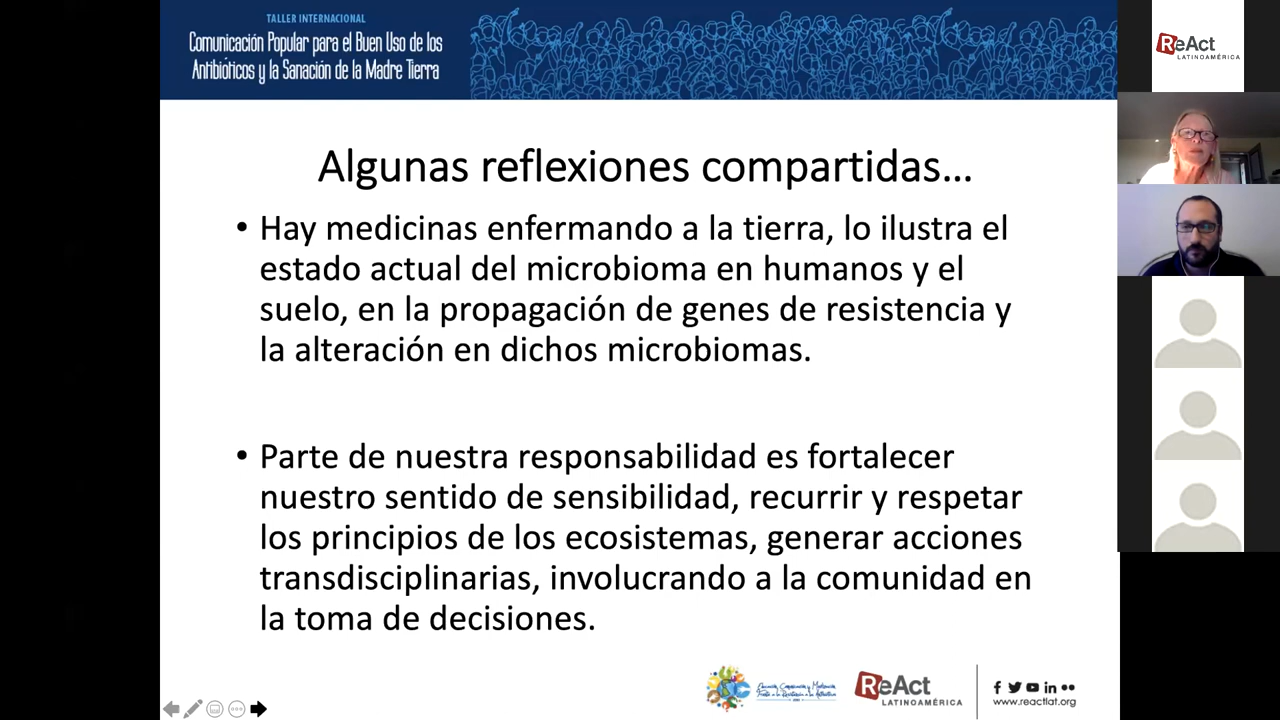 TALLER INTERNACIONAL
Comunicación Popular para el Buen Uso de los
Antibióticos y la Sanación de la Madre Tierra
Algunas reflexiones compartidas...
• Hay medicinas enfermando a la tierra, lo ilustra el
estado actual del microbioma en humanos y el
suelo, en la propagación de genes de resistencia y
la alteración en dichos microbiomas.
• Parte de nuestra responsabilidad es fortalecer
nuestro sentido de sensibilidad, recurrir y respetar
los principios de los ecosistemas, generar acciones
transdisciplinarias, involucrando a la comunidad en
la toma de decisiones.
ReAct
LATINOAMÉRICA
www.reactlat.org
ReAct
LATINOAMÉRICA